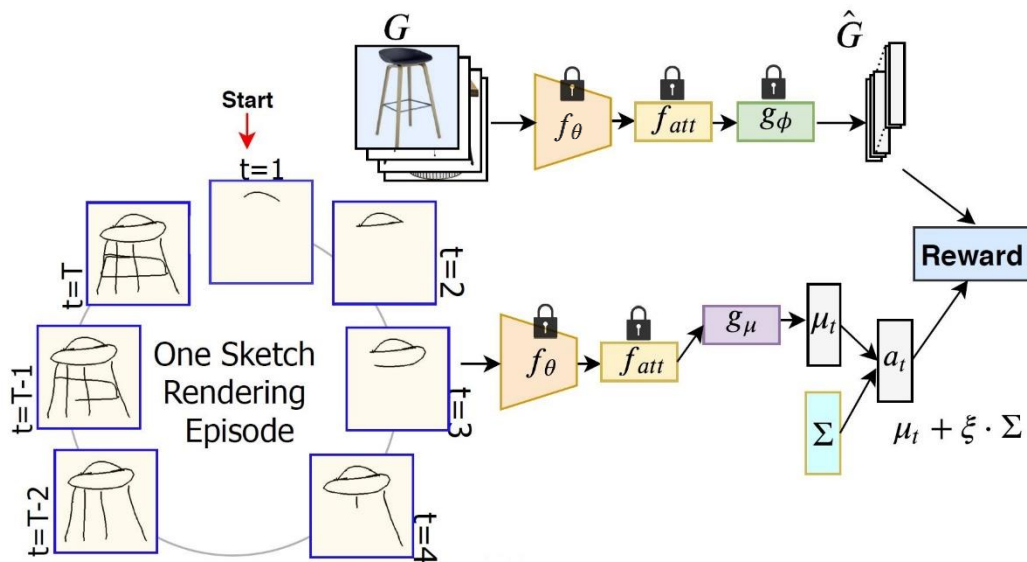 G
Ĝ
f_θ
f_att
g_ϕ
Start
t=1
t=2
t=3
t=4
t=T-2
t=T-1
t=T
One Sketch
Rendering
Episode
f_θ
f_att
g_μ
μ_t
Σ
a_t
μ_t + ξ · Σ
Reward